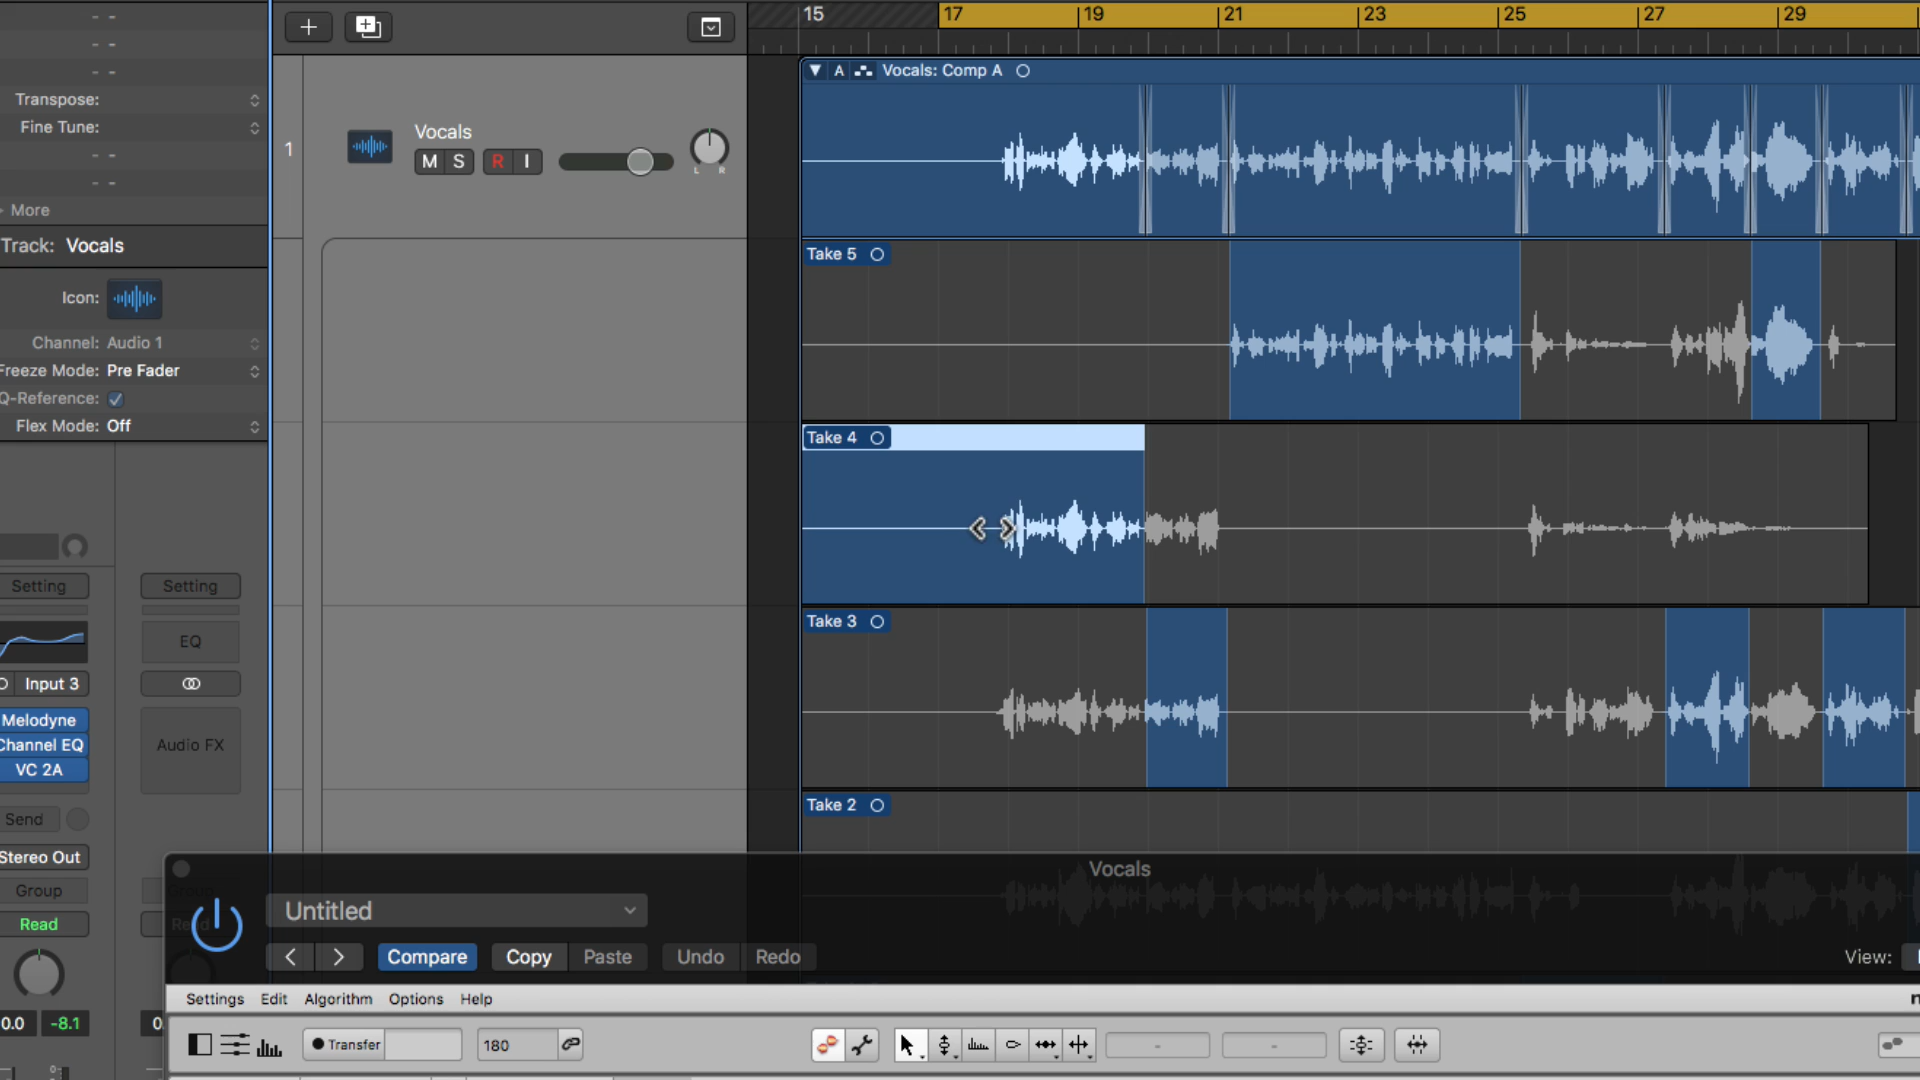 15 17 19 21 23 25 27 29
Transpose:
Fine Tune:
More
Track: Vocals
Icon:
Channel: Audio 1
Freeze Mode: Pre Fader
Q-Reference:
Flex Mode: Off
1
Vocals
M S R I
L R
A Vocals: Comp A
Take 5
Take 4
Take 3
Take 2
Setting Setting
EQ
Input 3
Melodyne
Channel EQ
VC 2A
Audio FX
Send
Stereo Out
Group
Read
0.0 -8.1
Vocals
Untitled
Compare Copy Paste Undo Redo
View:
Settings Edit Algorithm Options Help
Transfer
180